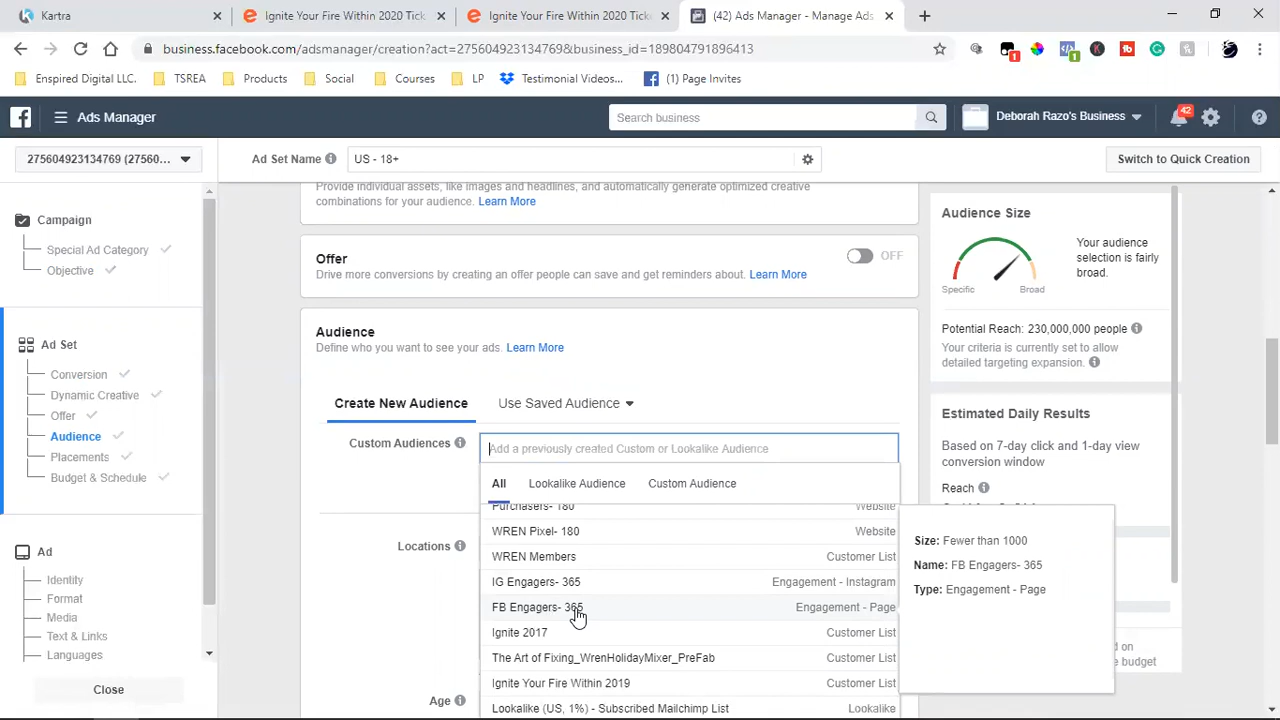 Kartra
Ignite Your Fire Within 2020 Tick
Ignite Your Fire Within 2020 Tick
(42) Ads Manager - Manage Ads
business.facebook.com/adsmanager/creation?act=275604923134769&business_id=189804791896413
1
1
Enspired Digital LLC.
TSREA
Products
Social
Courses
LP
Testimonial Videos...
(1) Page Invites
Ads Manager
Search business
Deborah Razo's Business
42
275604923134769 (27560...
Ad Set Name
US - 18+
Switch to Quick Creation
Campaign
Special Ad Category
Objective
Ad Set
Conversion
Dynamic Creative
Offer
Audience
Placements
Budget & Schedule
Ad
Identity
Format
Media
Text & Links
Languages
Close
Provide individual assets, like images and headlines, and automatically generate optimized creative
combinations for your audience. Learn More
Offer
OFF
Drive more conversions by creating an offer people can save and get reminders about. Learn More
Audience
Define who you want to see your ads. Learn More
Create New Audience
Use Saved Audience
Custom Audiences
Add a previously created Custom or Lookalike Audience
All
Lookalike Audience
Custom Audience
Purchasers- 180
Website
WREN Pixel- 180
Website
WREN Members
Customer List
IG Engagers- 365
Engagement - Instagram
FB Engagers- 365
Engagement - Page
Ignite 2017
Customer List
The Art of Fixing_WrenHolidayMixer_PreFab
Customer List
Ignite Your Fire Within 2019
Customer List
Lookalike (US, 1%) - Subscribed Mailchimp List
Lookalike
Locations
Age
Size: Fewer than 1000
Name: FB Engagers- 365
Type: Engagement - Page
Audience Size
Your audience
selection is fairly
broad.
Specific
Broad
Potential Reach: 230,000,000 people
Your criteria is currently set to allow
detailed targeting expansion.
Estimated Daily Results
Based on 7-day click and 1-day view
conversion window
Reach
d on
budget